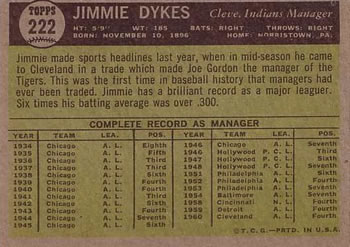 TOPPS
222
JIMMIE DYKES
Cleve. Indians Manager
HT: 5'9" WT: 185 BATS: RIGHT THROWS: RIGHT
BORN: NOVEMBER 10, 1896 HOME: NORRISTOWN, PA.
Jimmie made sports headlines last year, when in mid-season he came
to Cleveland in a trade which made Joe Gordon the manager of the
Tigers. This was the first time in baseball history that managers had
ever been traded. Jimmie has a brilliant record as a major leaguer.
Six times his batting average was over .300.
COMPLETE RECORD AS MANAGER
YEAR TEAM LEA. POS. YEAR TEAM LEA. POS.
1934 Chicago A. L. Eighth 1946 Chicago A. L. Seventh
1935 Chicago A. L. Fifth 1946 Hollywood P. C. L. Third
1936 Chicago A. L. Third 1947 Hollywood P. C. L. Sixth
1937 Chicago A. L. Third 1948 Hollywood P. C. L. Seventh
1938 Chicago A. L. Sixth 1951 Philadelphia A. L. Sixth
1939 Chicago A. L. Fourth 1952 Philadelphia A. L. Fourth
1940 Chicago A. L. Fourth 1953 Philadelphia A. L. Seventh
1941 Chicago A. L. Third 1954 Baltimore A. L. Seventh
1942 Chicago A. L. Sixth 1958 Cincinnati N. L. Fourth
1943 Chicago A. L. Fourth 1959 Detroit A. L. Fourth
1944 Chicago A. L. Seventh 1960 Cleveland A. L. Fourth
1945 Chicago A. L. Sixth
© T. C. G.—PRTD. IN U. S. A.